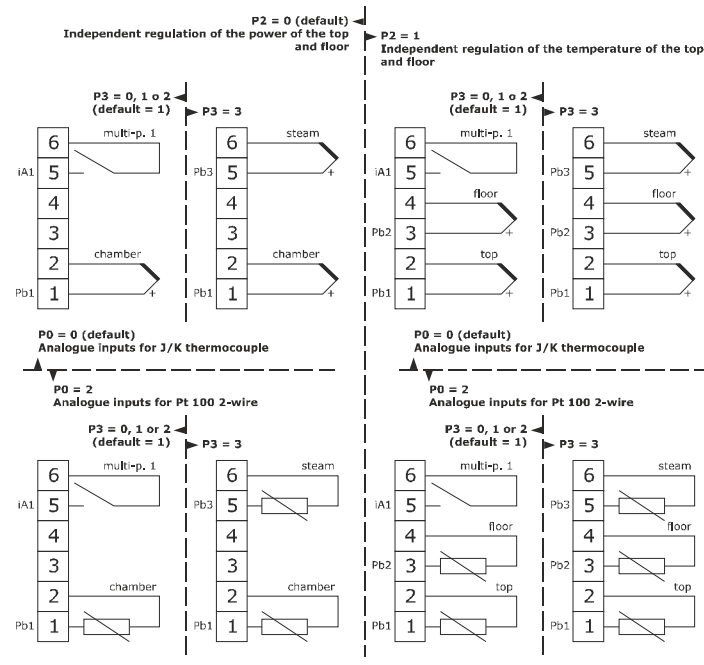 P2 = 0 (default)
Independent regulation of the power of the top
and floor
P2 = 1
Independent regulation of the temperature of the top
and floor
P3 = 0, 1 o 2
(default = 1)
P3 = 3
6
5
4
3
2
1
multi-p. 1
iA1
chamber
Pb1
+
6
5
4
3
2
1
steam
Pb3
+
chamber
Pb1
+
P3 = 0, 1 o 2
(default = 1)
P3 = 3
6
5
4
3
2
1
multi-p. 1
iA1
floor
Pb2
+
top
Pb1
+
6
5
4
3
2
1
steam
Pb3
+
floor
Pb2
+
top
Pb1
+
P0 = 0 (default)
Analogue inputs for J/K thermocouple
P0 = 2
Analogue inputs for Pt 100 2-wire
P0 = 0 (default)
Analogue inputs for J/K thermocouple
P0 = 2
Analogue inputs for Pt 100 2-wire
P3 = 0, 1 or 2
(default = 1)
P3 = 3
6
5
4
3
2
1
multi-p. 1
iA1
chamber
Pb1
6
5
4
3
2
1
steam
Pb3
chamber
Pb1
P3 = 0, 1 or 2
(default = 1)
P3 = 3
6
5
4
3
2
1
multi-p. 1
iA1
floor
Pb2
top
Pb1
6
5
4
3
2
1
steam
Pb3
floor
Pb2
top
Pb1